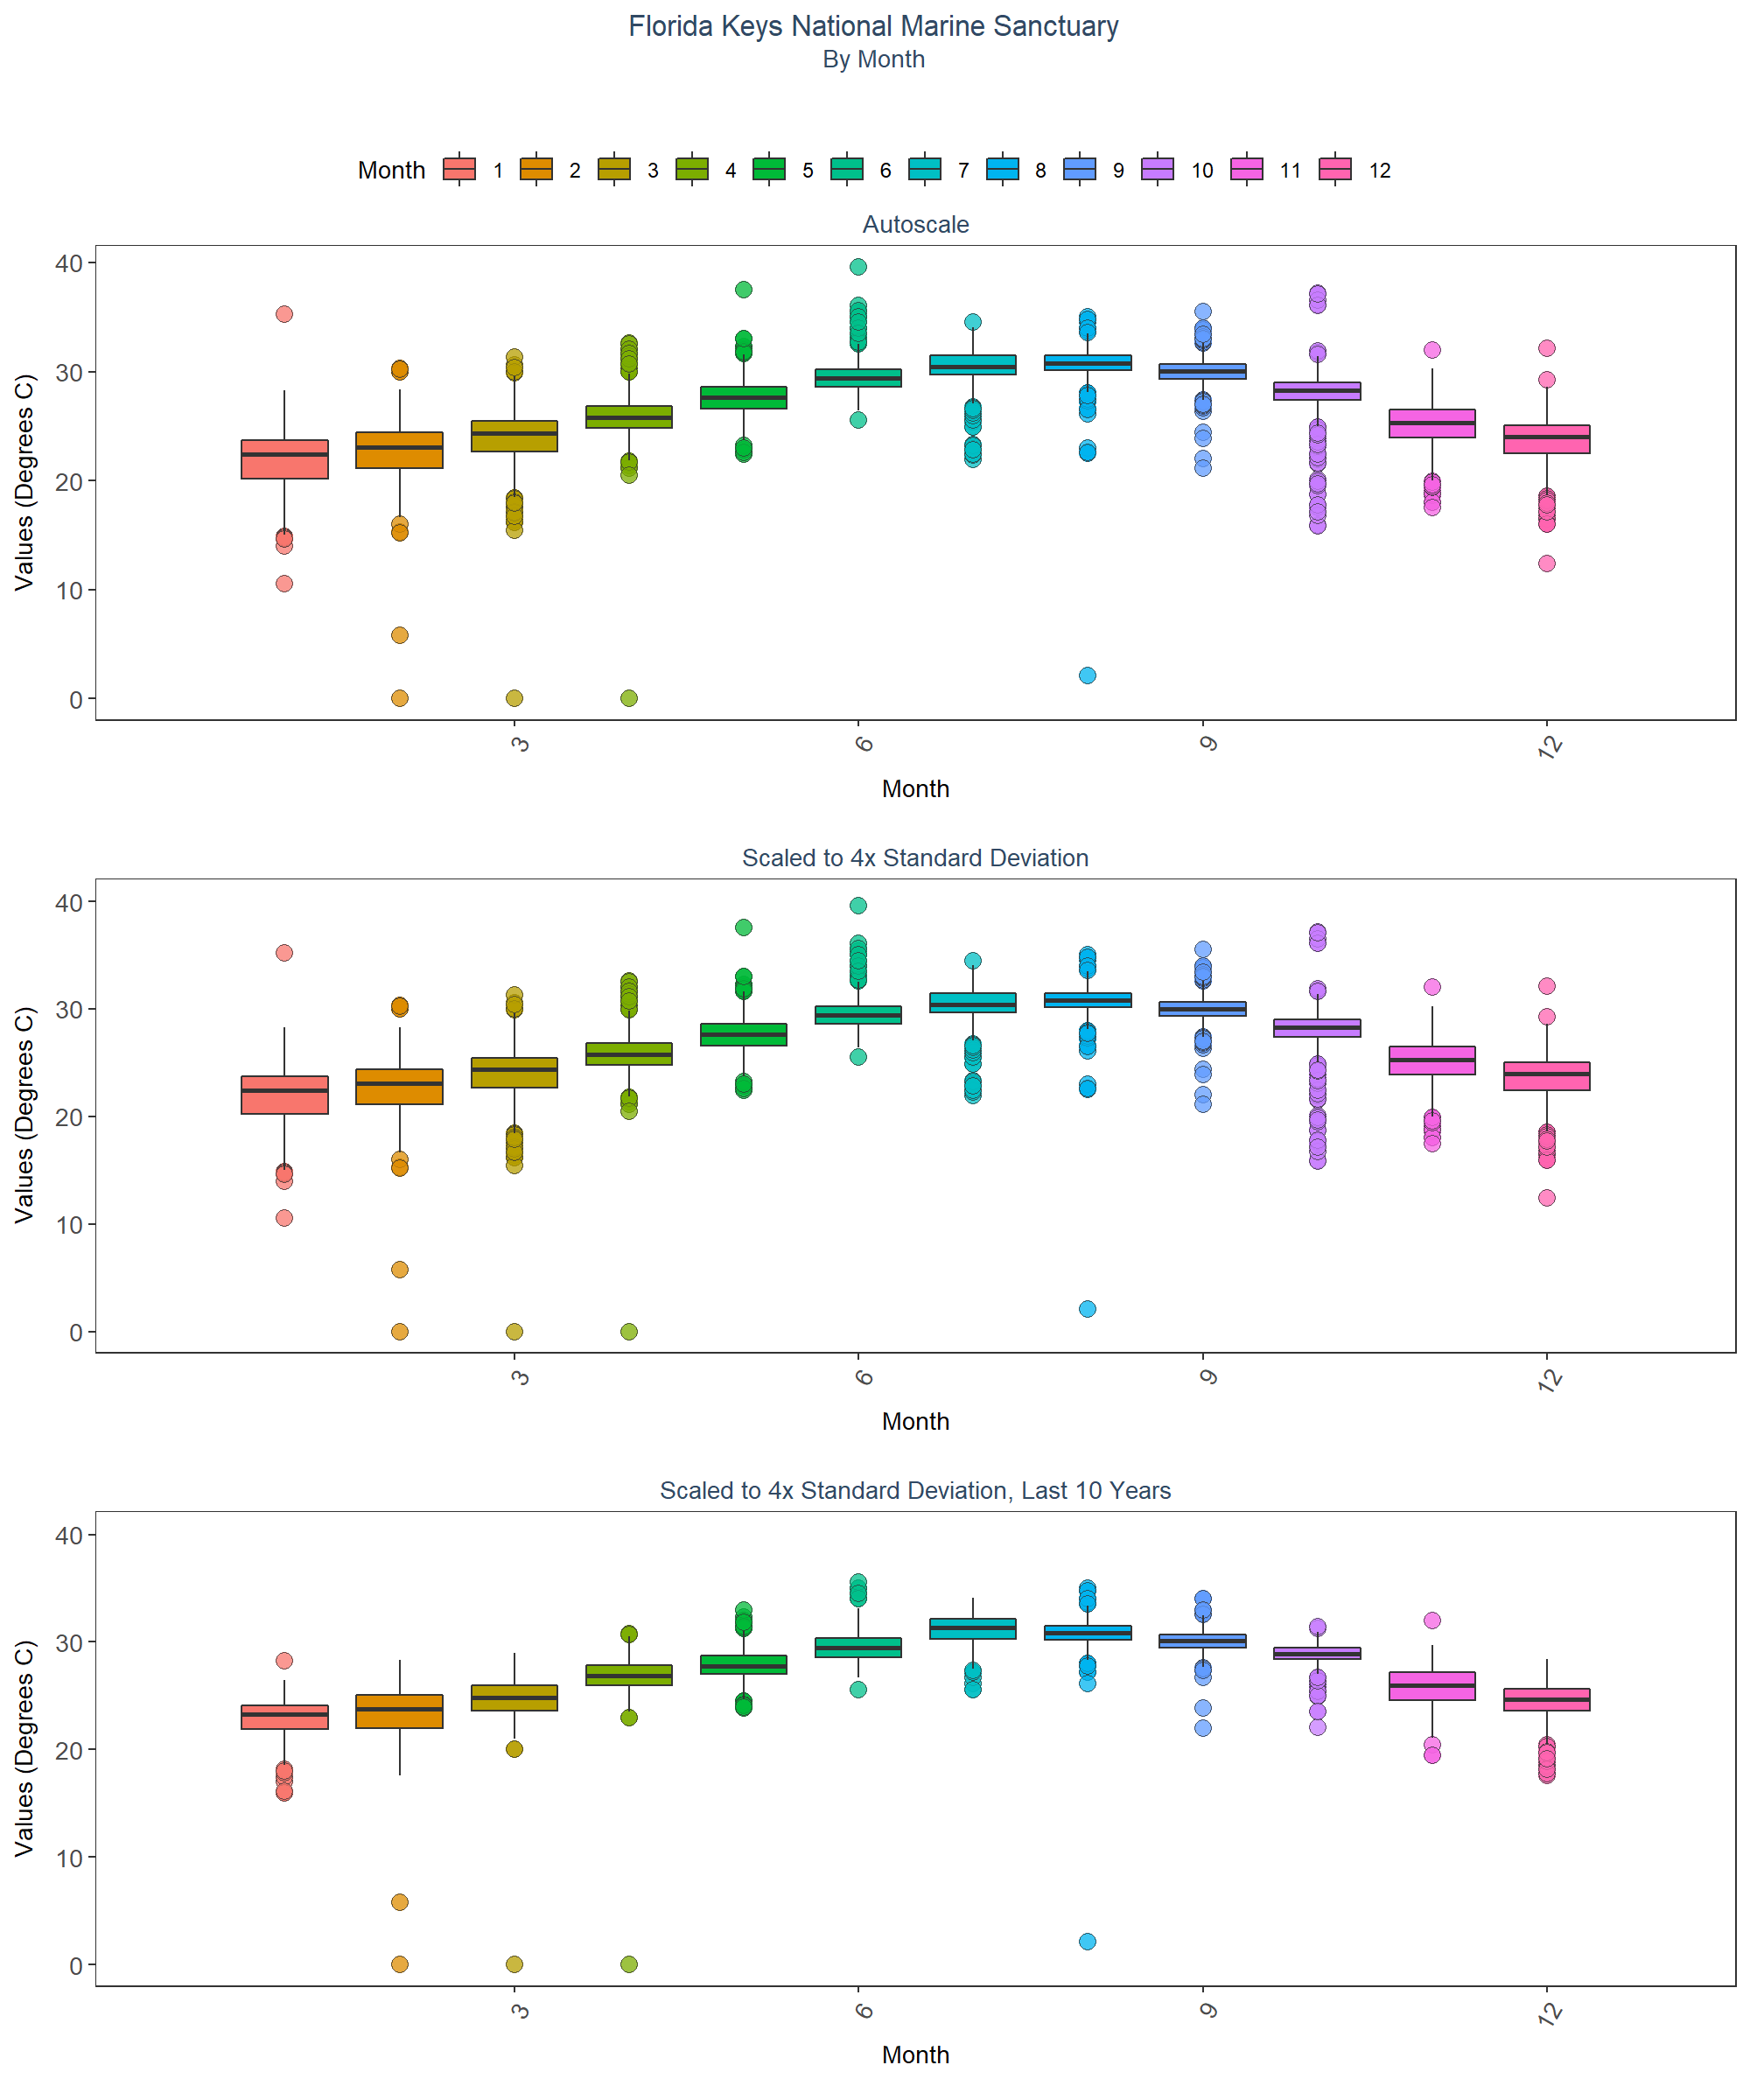 Florida Keys National Marine Sanctuary
By Month
Month 1 2 3 4 5 6 7 8 9 10 11 12
Autoscale
Values (Degrees C)
40
30
20
10
0
3 6 9 12
Month
Scaled to 4x Standard Deviation
Values (Degrees C)
40
30
20
10
0
3 6 9 12
Month
Scaled to 4x Standard Deviation, Last 10 Years
Values (Degrees C)
40
30
20
10
0
3 6 9 12
Month